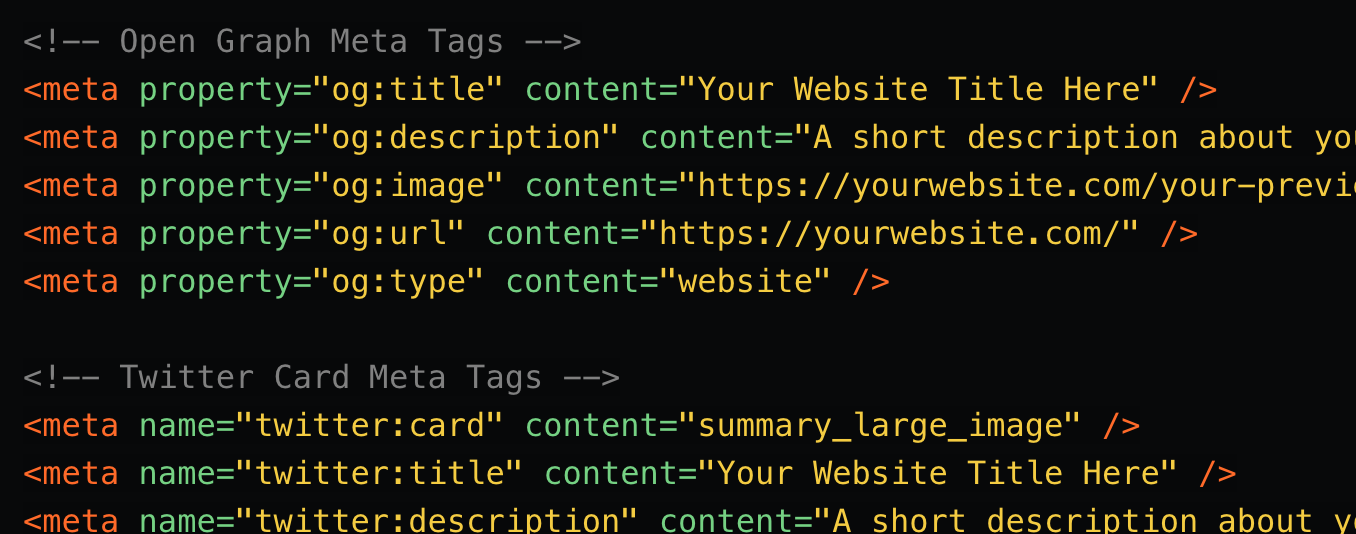 <!-- Open Graph Meta Tags -->
<meta property="og:title" content="Your Website Title Here" />
<meta property="og:description" content="A short description about
<meta property="og:image" content="https://yourwebsite.com/your-previ
<meta property="og:url" content="https://yourwebsite.com/" />
<meta property="og:type" content="website" />
<!-- Twitter Card Meta Tags -->
<meta name="twitter:card" content="summary_large_image" />
<meta name="twitter:title" content="Your Website Title Here" />
<meta name="twitter:description" content="A short description about